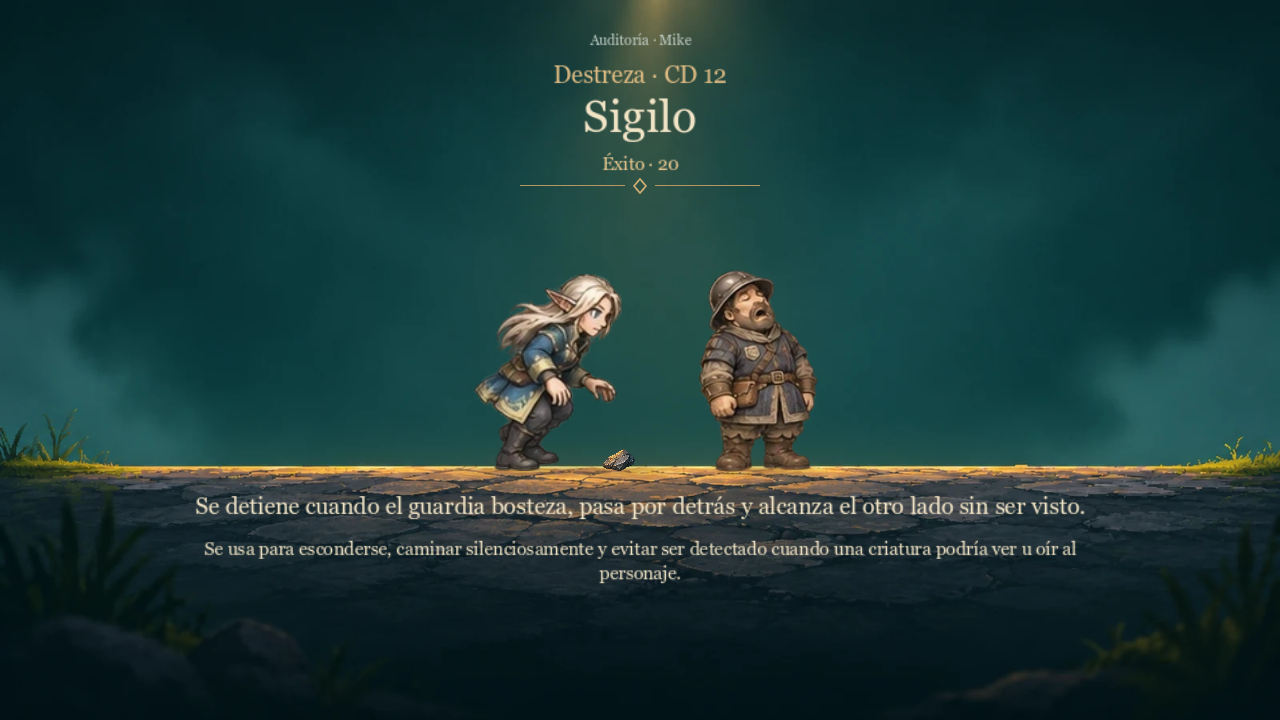 Auditoría · Mike
Destreza · CD 12
Sigilo
Éxito · 20
Se detiene cuando el guardia bosteza, pasa por detrás y alcanza el otro lado sin ser visto.
Se usa para esconderse, caminar silenciosamente y evitar ser detectado cuando una criatura podría ver u oír al
personaje.